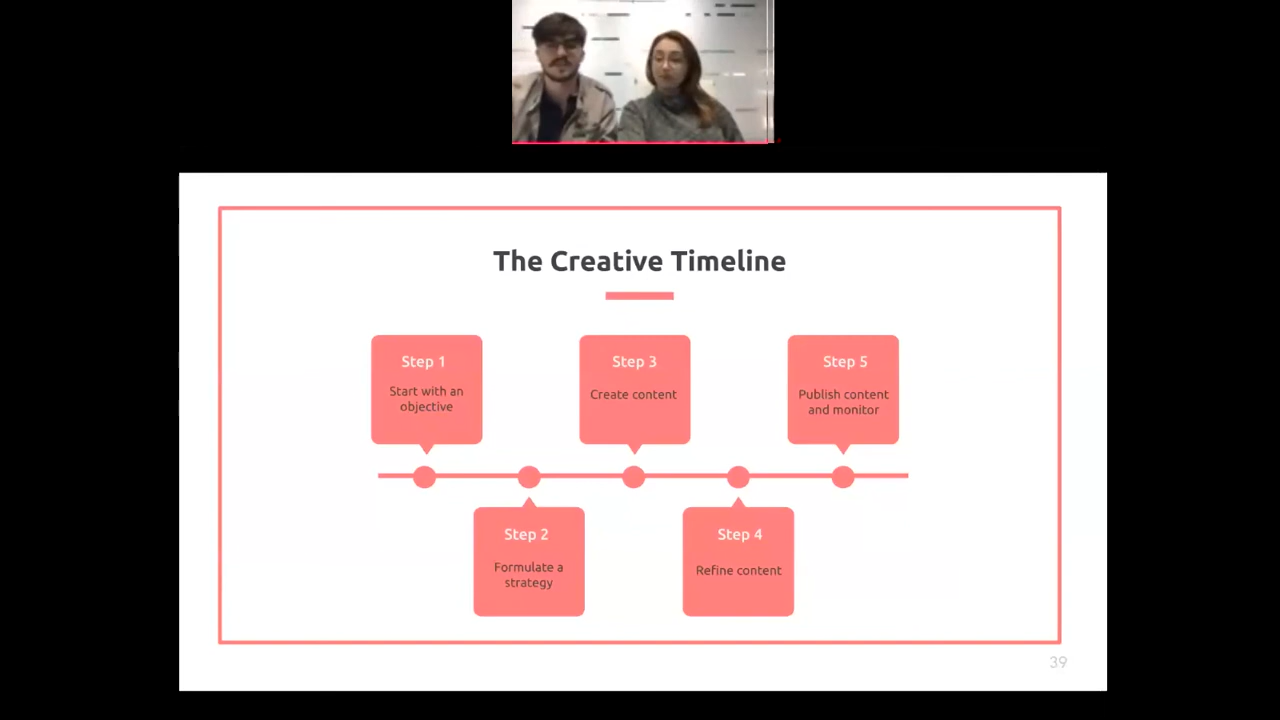 The Creative Timeline
Step 1
Start with an
objective
Step 2
Formulate a
strategy
Step 3
Create content
Step 4
Refine content
Step 5
Publish content
and monitor
39